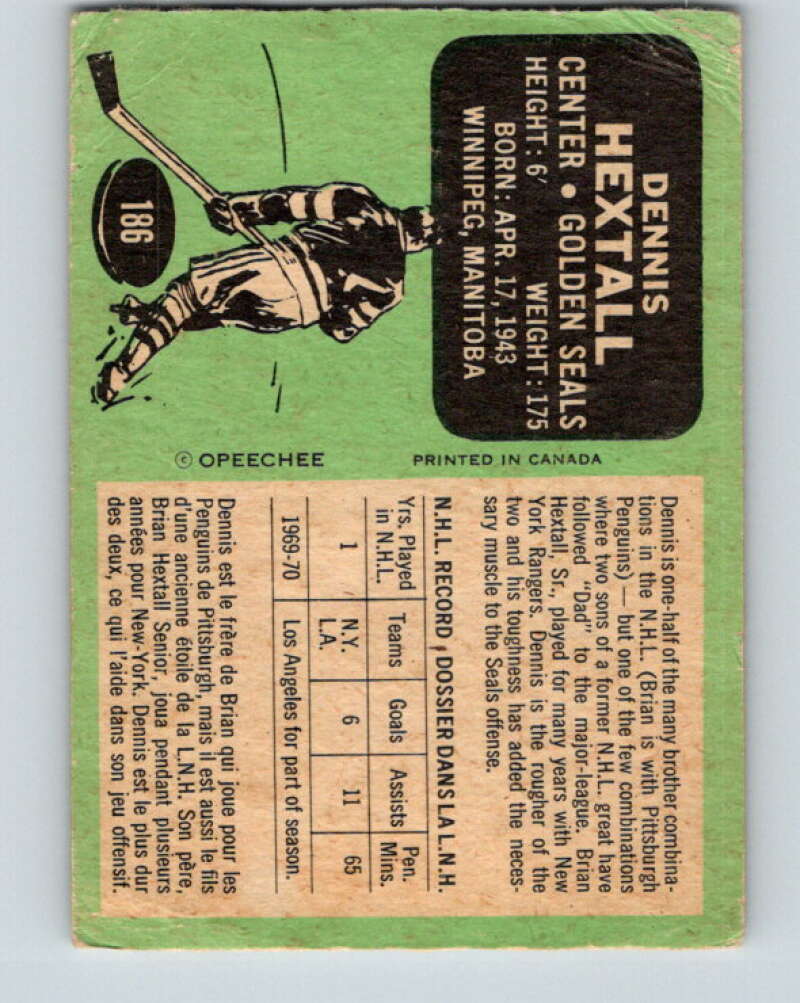 DENNIS
HEXTALL
CENTER • GOLDEN SEALS
HEIGHT: 6' WEIGHT: 175
BORN: APR. 17, 1943
WINNIPEG, MANITOBA
186
© OPEECHEE
PRINTED IN CANADA
Dennis is one-half of the many brother combina-
tions in the N.H.L. (Brian is with Pittsburgh
Penguins) — but one of the few combinations
where two sons of a former N.H.L. great have
followed "Dad" to the major-league. Brian
Hextall, Sr., played for many years with New
York Rangers. Dennis is the rougher of the
two and his toughness has added the neces-
sary muscle to the Seals offense.
N.H.L. RECORD, DOSSIER DANS LA L.N.H.
Yrs. Played in N.H.L. Teams Goals Assists Pen. Mins.
1 N.Y. L.A. 6 11 65
1969-70 Los Angeles for part of season.
Dennis est le frère de Brian qui joue pour les
Penguins de Pittsburgh, mais il est aussi le fils
d'une ancienne étoile de la L.N.H. Son père,
Brian Hextall Senior, joua pendant plusieurs
années pour New-York. Dennis est le plus dur
des deux, ce qui l'aide dans son jeu offensif.